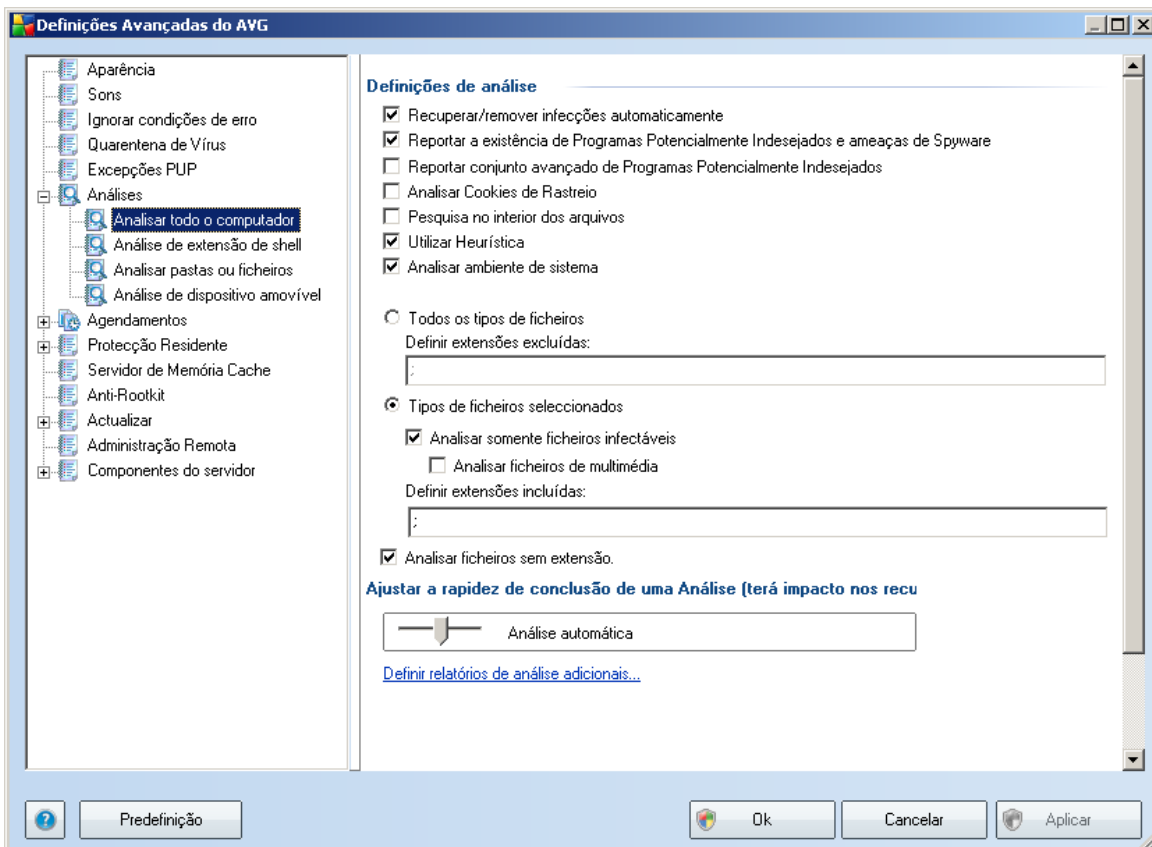 Definições Avançadas do AVG
Aparência
Sons
Ignorar condições de erro
Quarentena de Vírus
Excepções PUP
Análises
Analisar todo o computador
Análise de extensão de shell
Analisar pastas ou ficheiros
Análise de dispositivo amovível
Agendamentos
Protecção Residente
Servidor de Memória Cache
Anti-Rootkit
Actualizar
Administração Remota
Componentes do servidor
Definições de análise
Recuperar/remover infecções automaticamente
Reportar a existência de Programas Potencialmente Indesejados e ameaças de Spyware
Reportar conjunto avançado de Programas Potencialmente Indesejados
Analisar Cookies de Rastreio
Pesquisa no interior dos arquivos
Utilizar Heurística
Analisar ambiente de sistema
Todos os tipos de ficheiros
Definir extensões excluídas:
;
Tipos de ficheiros seleccionados
Analisar somente ficheiros infectáveis
Analisar ficheiros de multimédia
Definir extensões incluídas:
;
Analisar ficheiros sem extensão.
Ajustar a rapidez de conclusão de uma Análise (terá impacto nos recu
Análise automática
Definir relatórios de análise adicionais...
?
Predefinição
Ok
Cancelar
Aplicar